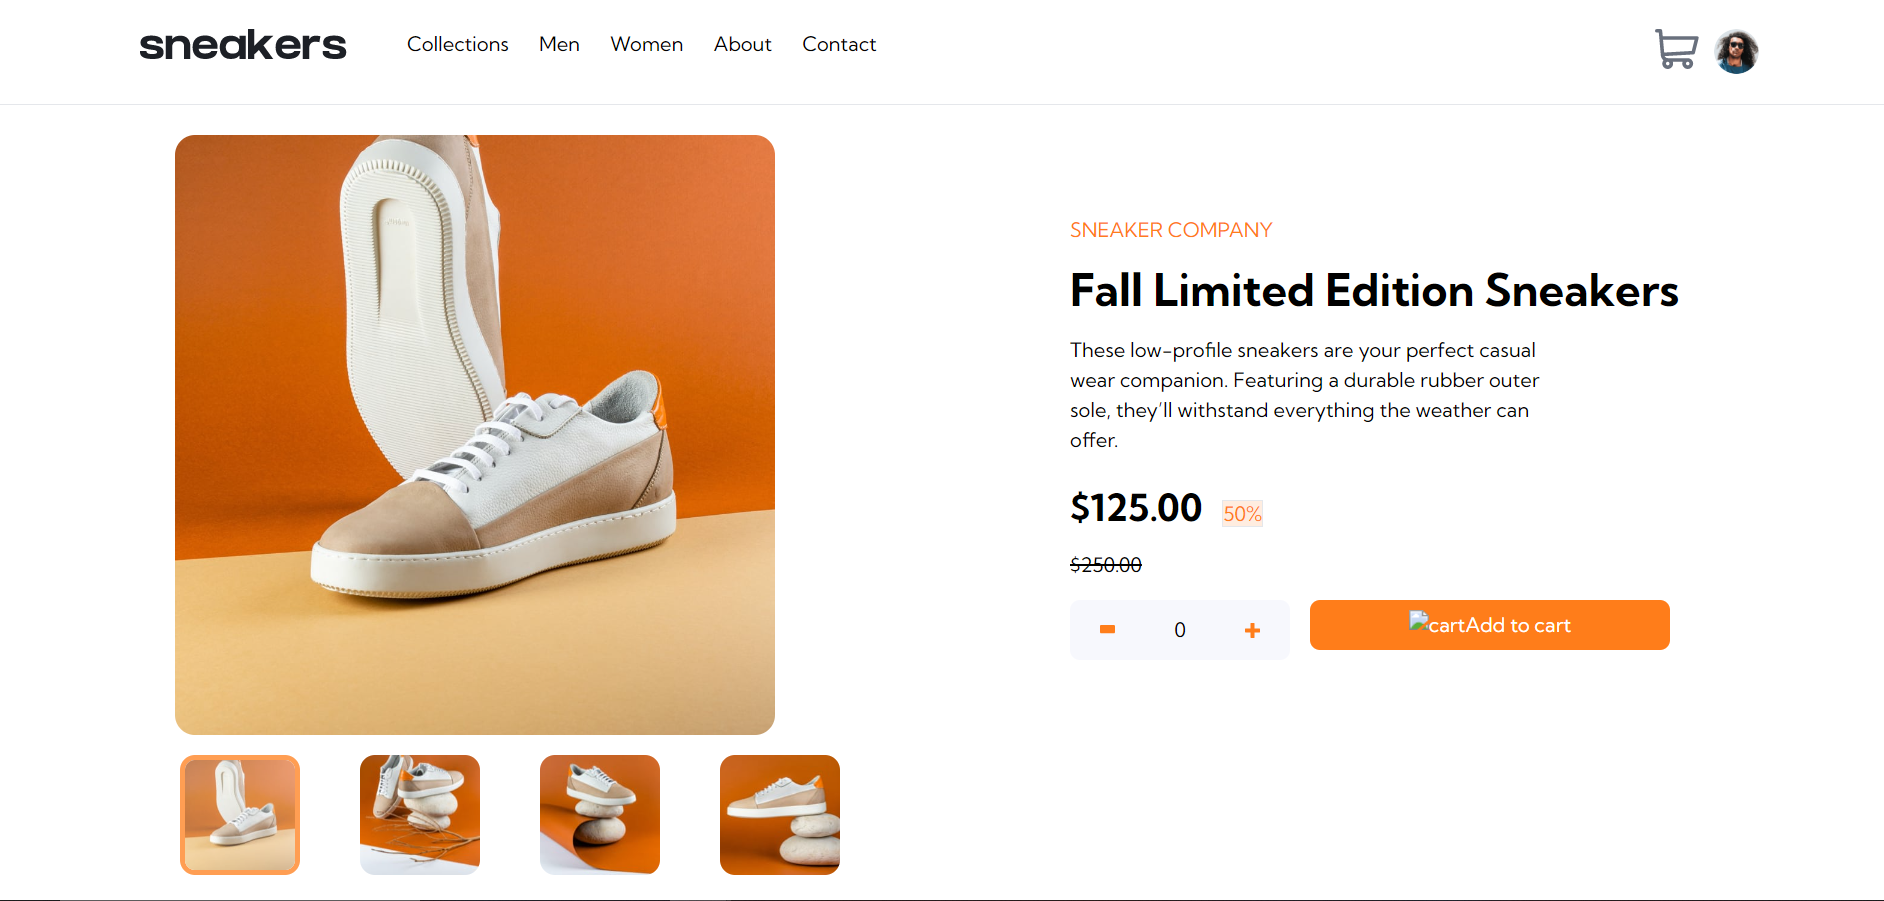 sneakers
Collections Men Women About Contact
SNEAKER COMPANY
Fall Limited Edition Sneakers
These low-profile sneakers are your perfect casual
wear companion. Featuring a durable rubber outer
sole, they’ll withstand everything the weather can
offer.
$125.00 50%
$250.00
0
cartAdd to cart